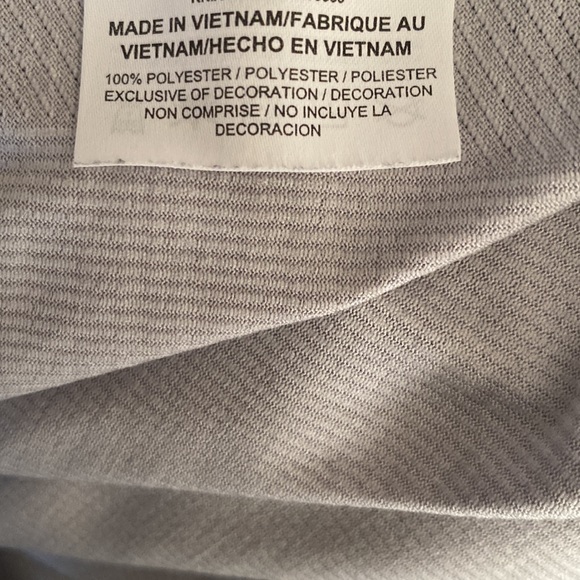 MADE IN VIETNAM/FABRIQUE AU
VIETNAM/HECHO EN VIETNAM
100% POLYESTER / POLYESTER / POLIESTER
EXCLUSIVE OF DECORATION / DECORATION
NON COMPRISE / NO INCLUYE LA
DECORACION